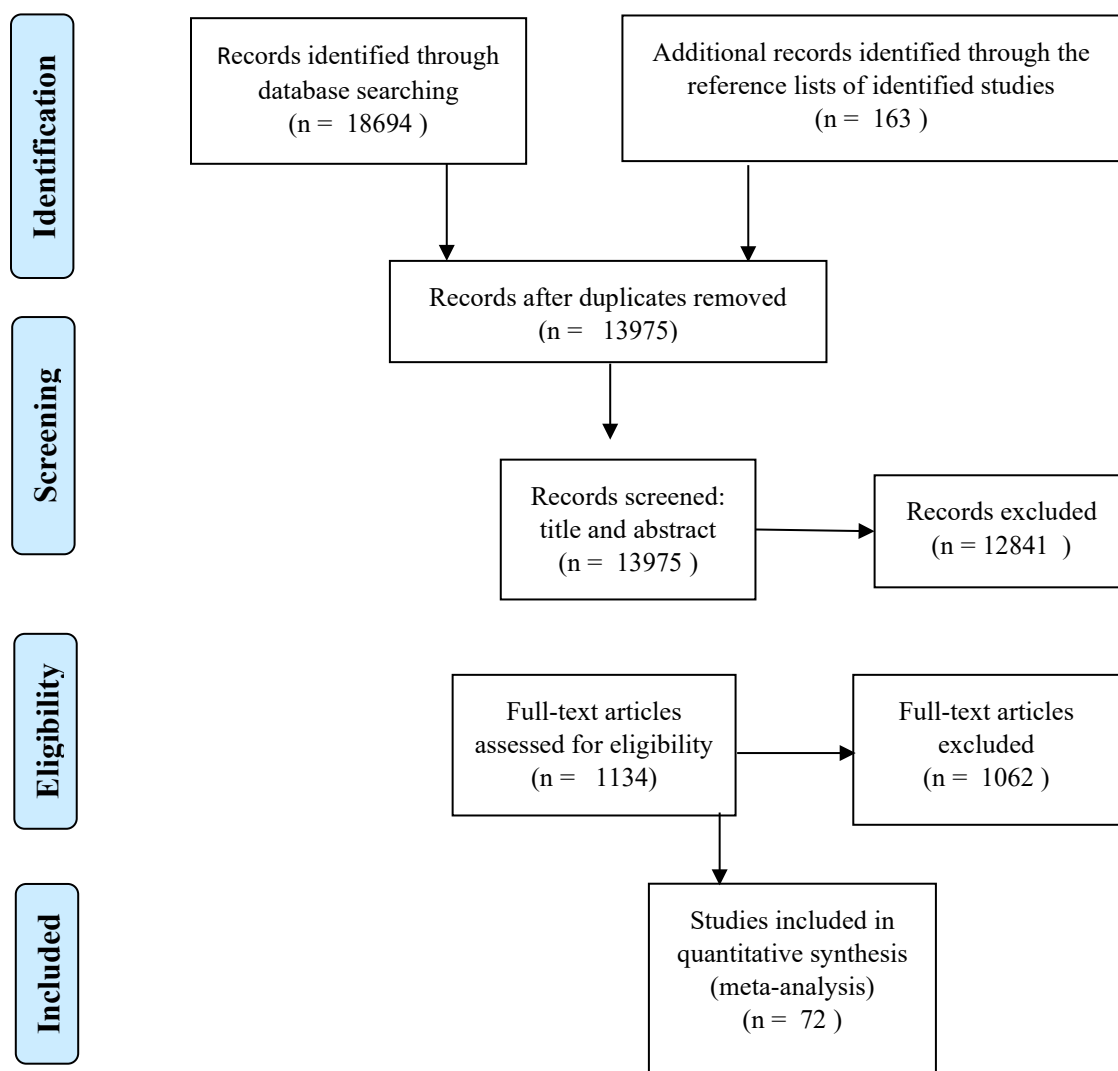 Identification
Records identified through
database searching
(n = 18694 )
Additional records identified through the
reference lists of identified studies
(n = 163 )
Records after duplicates removed
(n = 13975)
Screening
Records screened:
title and abstract
(n = 13975 )
Records excluded
(n = 12841 )
Eligibility
Full-text articles
assessed for eligibility
(n = 1134)
Full-text articles
excluded
(n = 1062 )
Included
Studies included in
quantitative synthesis
(meta-analysis)
(n = 72 )